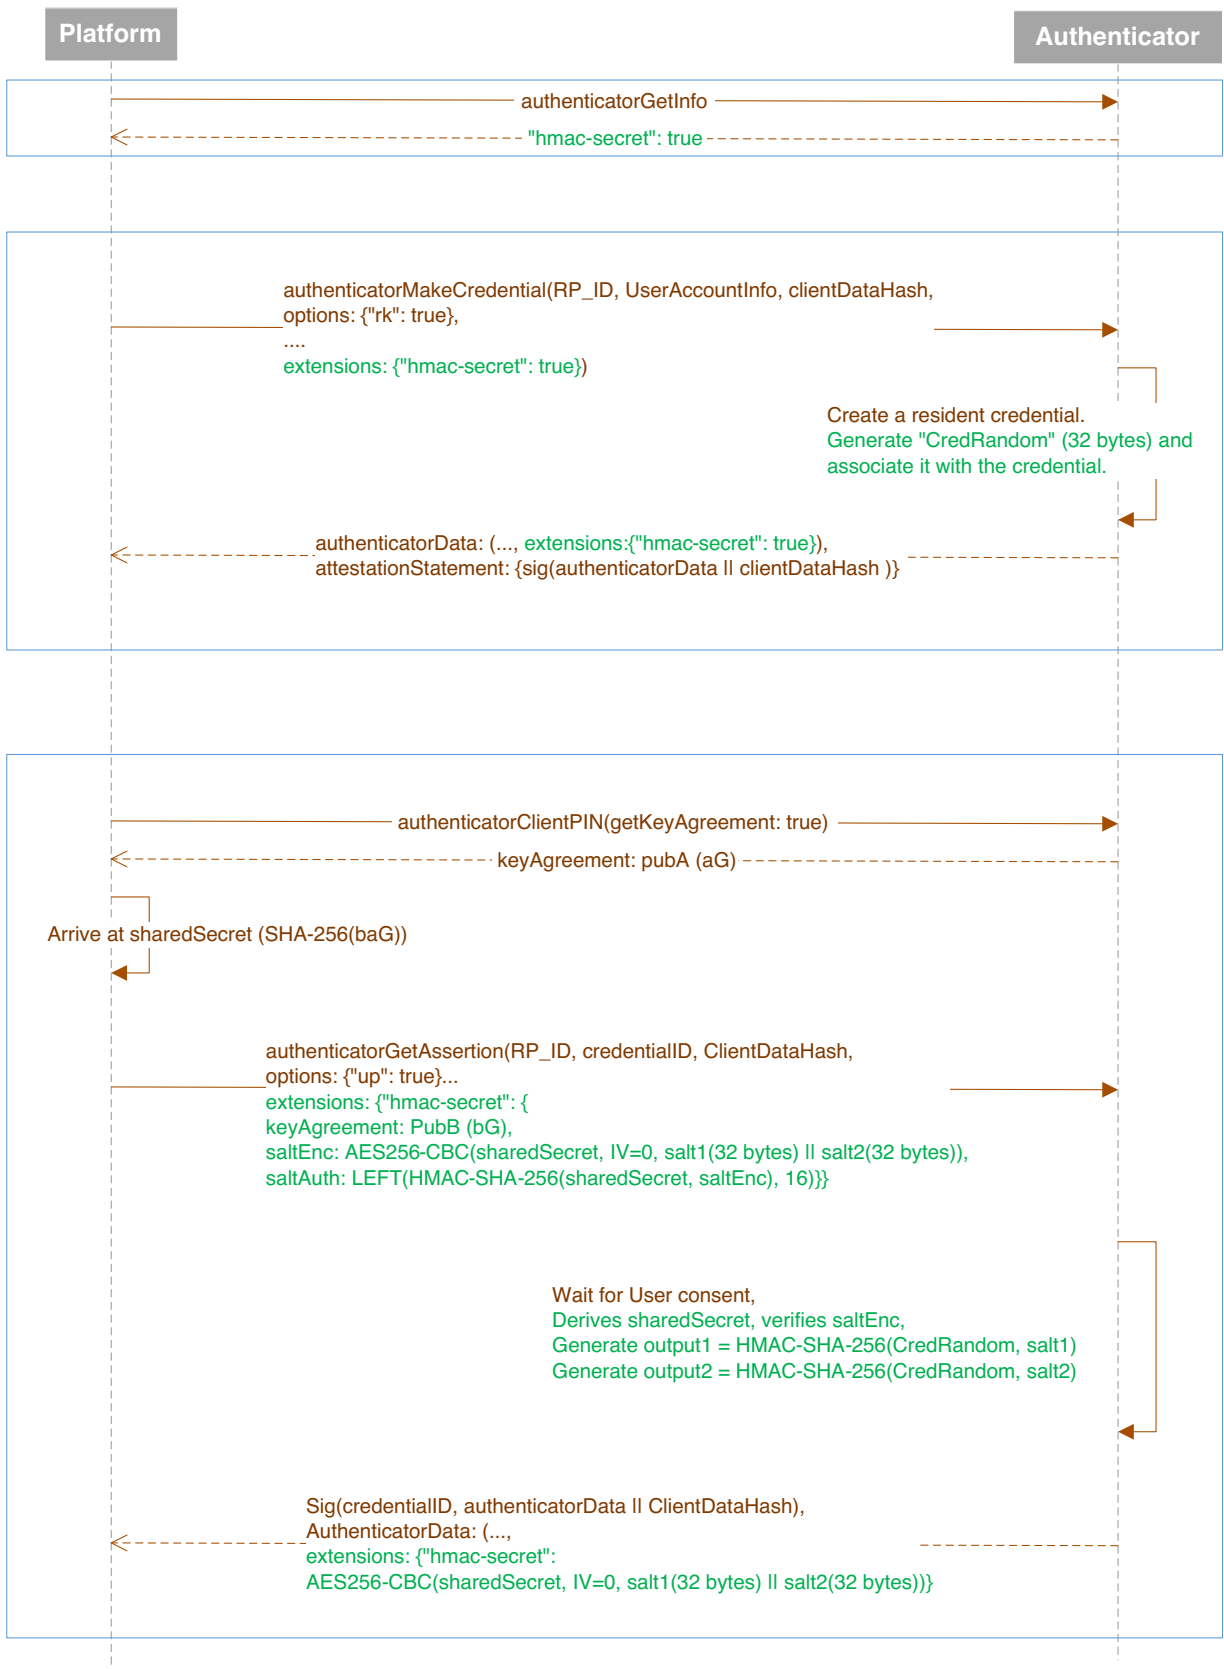 Platform
Authenticator
authenticatorGetInfo
"hmac-secret": true
authenticatorMakeCredential(RP_ID, UserAccountInfo, clientDataHash,
options: {"rk": true},
....
extensions: {"hmac-secret": true})
Create a resident credential.
Generate "CredRandom" (32 bytes) and
associate it with the credential.
authenticatorData: (..., extensions:{"hmac-secret": true}),
attestationStatement: {sig(authenticatorData || clientDataHash )}
authenticatorClientPIN(getKeyAgreement: true)
keyAgreement: pubA (aG)
Arrive at sharedSecret (SHA-256(baG))
authenticatorGetAssertion(RP_ID, credentialID, ClientDataHash,
options: {"up": true}...
extensions: {"hmac-secret": {
keyAgreement: PubB (bG),
saltEnc: AES256-CBC(sharedSecret, IV=0, salt1(32 bytes) || salt2(32 bytes)),
saltAuth: LEFT(HMAC-SHA-256(sharedSecret, saltEnc), 16)}}
Wait for User consent,
Derives sharedSecret, verifies saltEnc,
Generate output1 = HMAC-SHA-256(CredRandom, salt1)
Generate output2 = HMAC-SHA-256(CredRandom, salt2)
Sig(credentialID, authenticatorData || ClientDataHash),
AuthenticatorData: (...,
extensions: {"hmac-secret":
AES256-CBC(sharedSecret, IV=0, salt1(32 bytes) || salt2(32 bytes))}